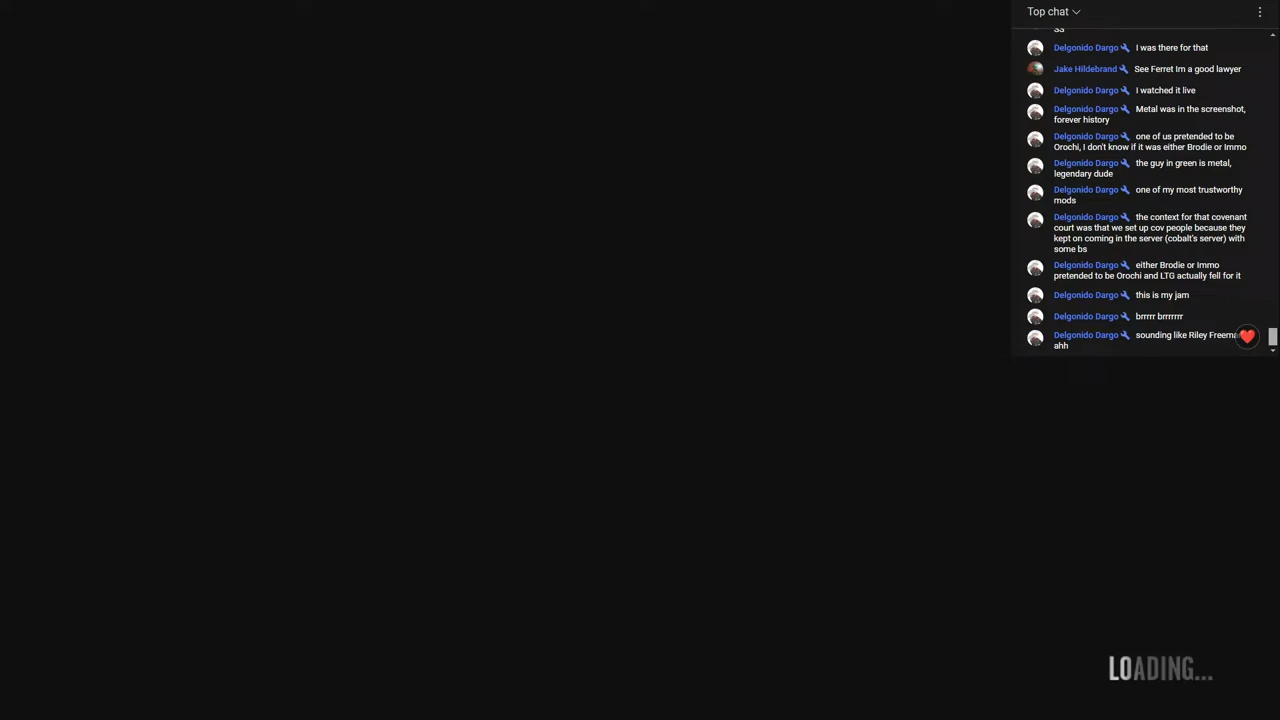 Top chat
ss
Delgonido Dargo I was there for that
Jake Hildebrand See Ferret Im a good lawyer
Delgonido Dargo I watched it live
Delgonido Dargo Metal was in the screenshot,
forever history
Delgonido Dargo one of us pretended to be
Orochi, I don't know if it was either Brodie or Immo
Delgonido Dargo the guy in green is metal,
legendary dude
Delgonido Dargo one of my most trustworthy
mods
Delgonido Dargo the context for that covenant
court was that we set up cov people because they
kept on coming in the server (cobalt's server) with
some bs
Delgonido Dargo either Brodie or Immo
pretended to be Orochi and LTG actually fell for it
Delgonido Dargo this is my jam
Delgonido Dargo brrrrr brrrrrrr
Delgonido Dargo sounding like Riley
ahh
LOADING...